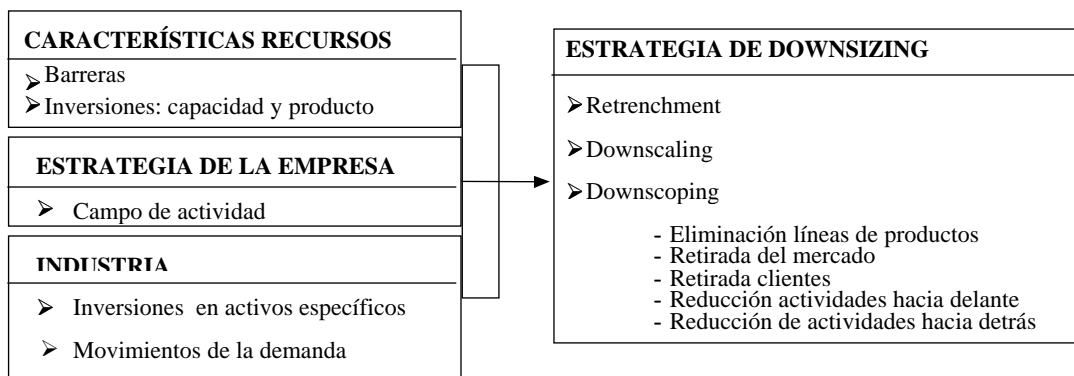 CARACTERÍSTICAS RECURSOS
➢ Barreras
➢ Inversiones: capacidad y producto
ESTRATEGIA DE LA EMPRESA
➢ Campo de actividad
INDUSTRIA
➢ Inversiones en activos específicos
➢ Movimientos de la demanda
ESTRATEGIA DE DOWNSIZING
➢ Retrenchment
➢ Downscaling
➢ Downscoping
- Eliminación líneas de productos
- Retirada del mercado
- Retirada clientes
- Reducción actividades hacia delante
- Reducción de actividades hacia detrás